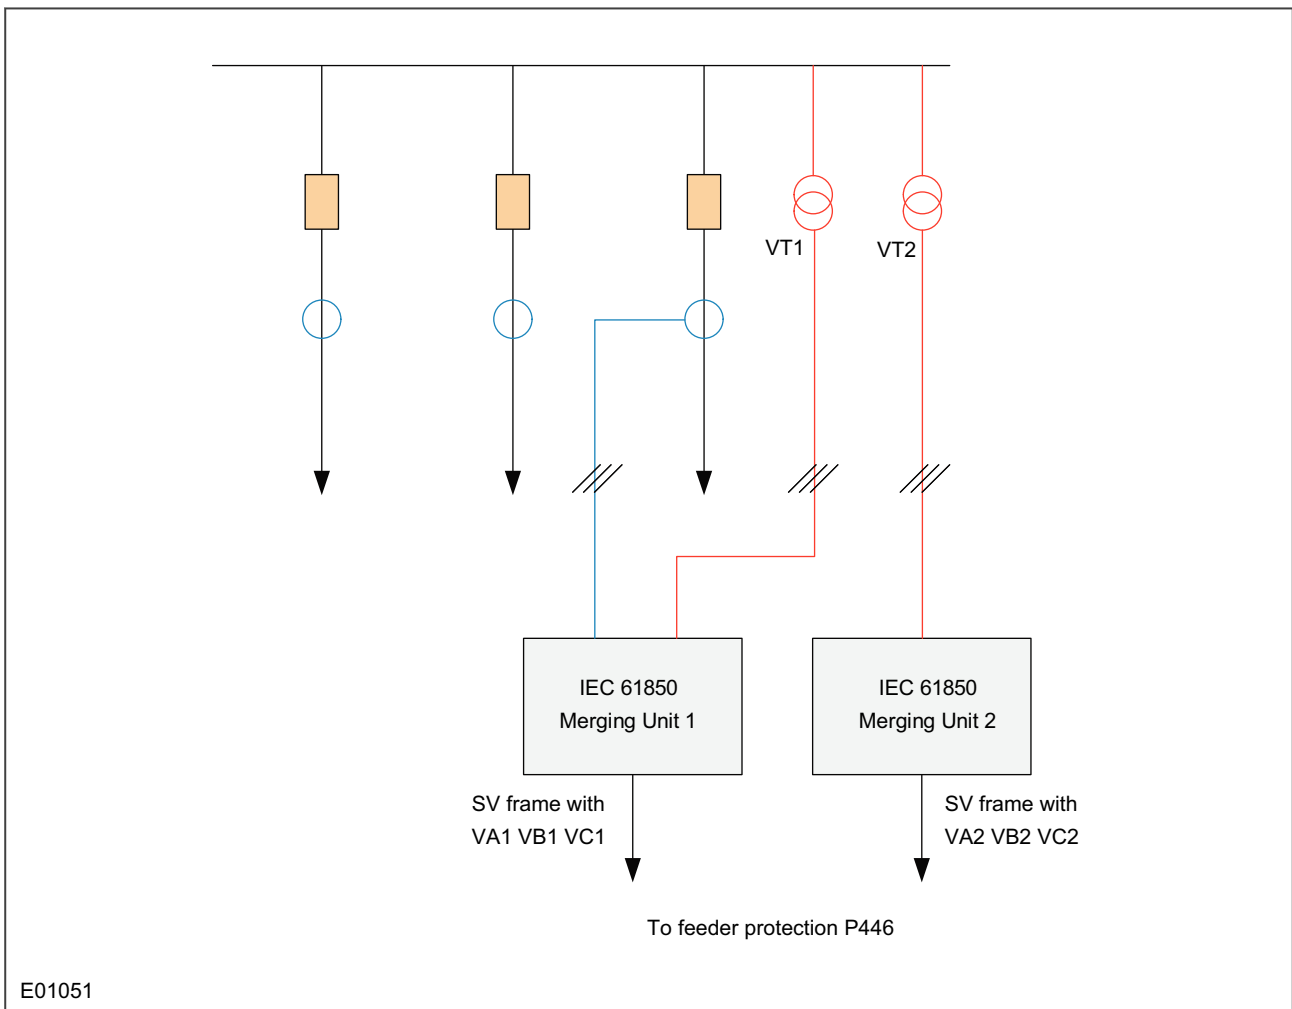 VT1
VT2
IEC 61850
Merging Unit 1
IEC 61850
Merging Unit 2
SV frame with
VA1 VB1 VC1
SV frame with
VA2 VB2 VC2
To feeder protection P446
E01051